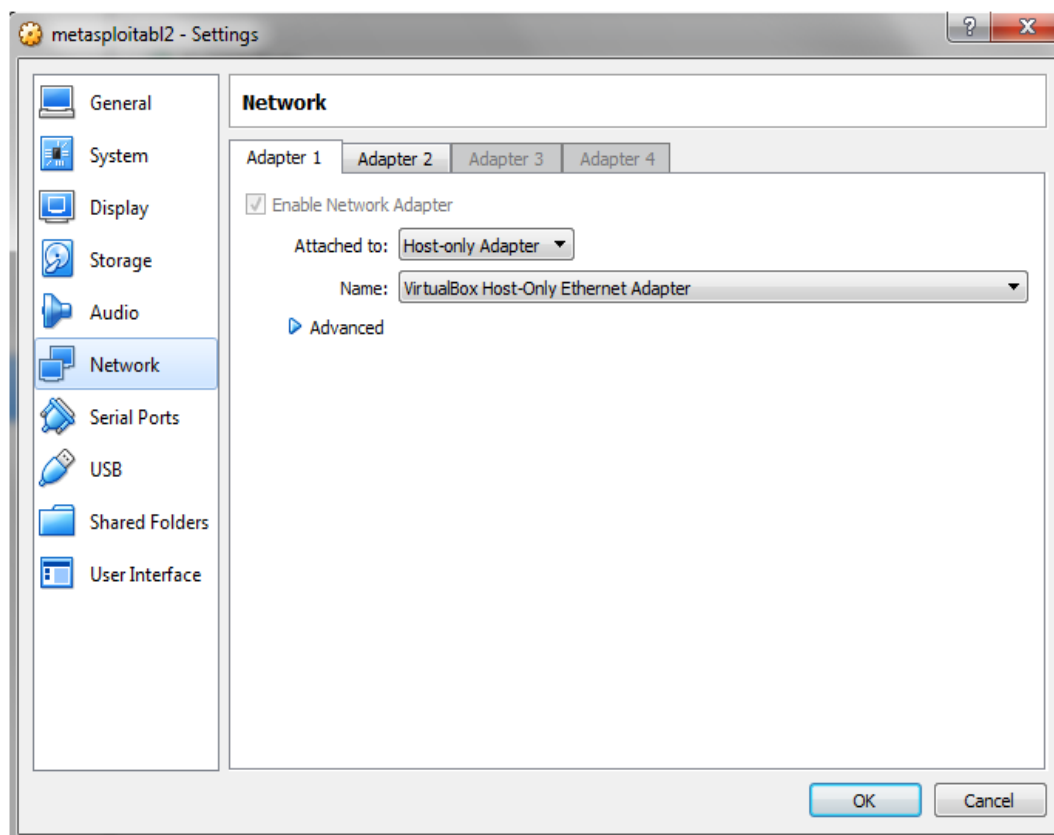 metasploitabl2 - Settings
General
System
Display
Storage
Audio
Network
Serial Ports
USB
Shared Folders
User Interface
Network
Adapter 1 Adapter 2 Adapter 3 Adapter 4
Enable Network Adapter
Attached to: Host-only Adapter
Name: VirtualBox Host-Only Ethernet Adapter
Advanced
OK Cancel